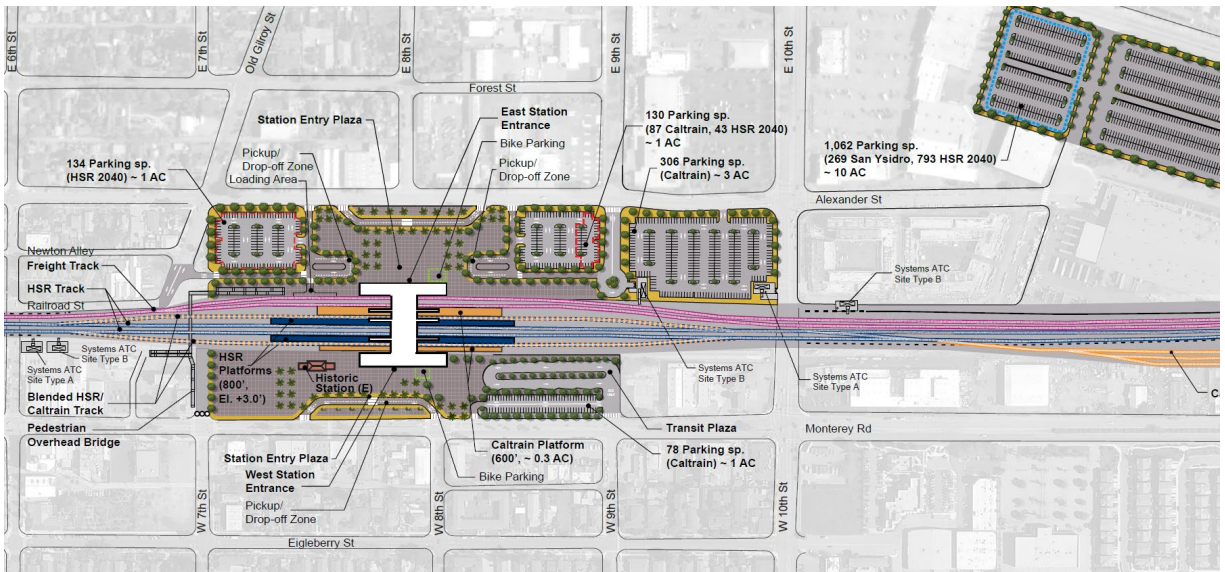 E 6th St
E 7th St
Old Gilroy St
E 8th St
E 9th St
E 10th St
Forest St
Station Entry Plaza
East Station
Entrance
Bike Parking
Pickup/
Drop-off Zone
130 Parking sp.
(87 Caltrain, 43 HSR 2040)
~ 1 AC
306 Parking sp.
(Caltrain) ~ 3 AC
1,062 Parking sp.
(269 San Ysidro, 793 HSR 2040)
~ 10 AC
134 Parking sp.
(HSR 2040) ~ 1 AC
Pickup/
Drop-off Zone
Loading Area
Alexander St
Newton Alley
Freight Track
HSR Track
Railroad St
Systems ATC
Site Type B
Systems ATC
Site Type A
Systems ATC
Site Type B
Blended HSR/
Caltrain Track
Pedestrian
Overhead Bridge
HSR
Platforms
(800',
El. +3.0')
Historic
Station (E)
Systems ATC
Site Type B
Systems ATC
Site Type A
C
Station Entry Plaza
West Station
Entrance
Pickup/
Drop-off Zone
Caltrain Platform
(600', ~ 0.3 AC)
Bike Parking
Transit Plaza
78 Parking sp.
(Caltrain) ~ 1 AC
Monterey Rd
W 7th St
W 8th St
W 9th St
W 10th St
Eigleberry St